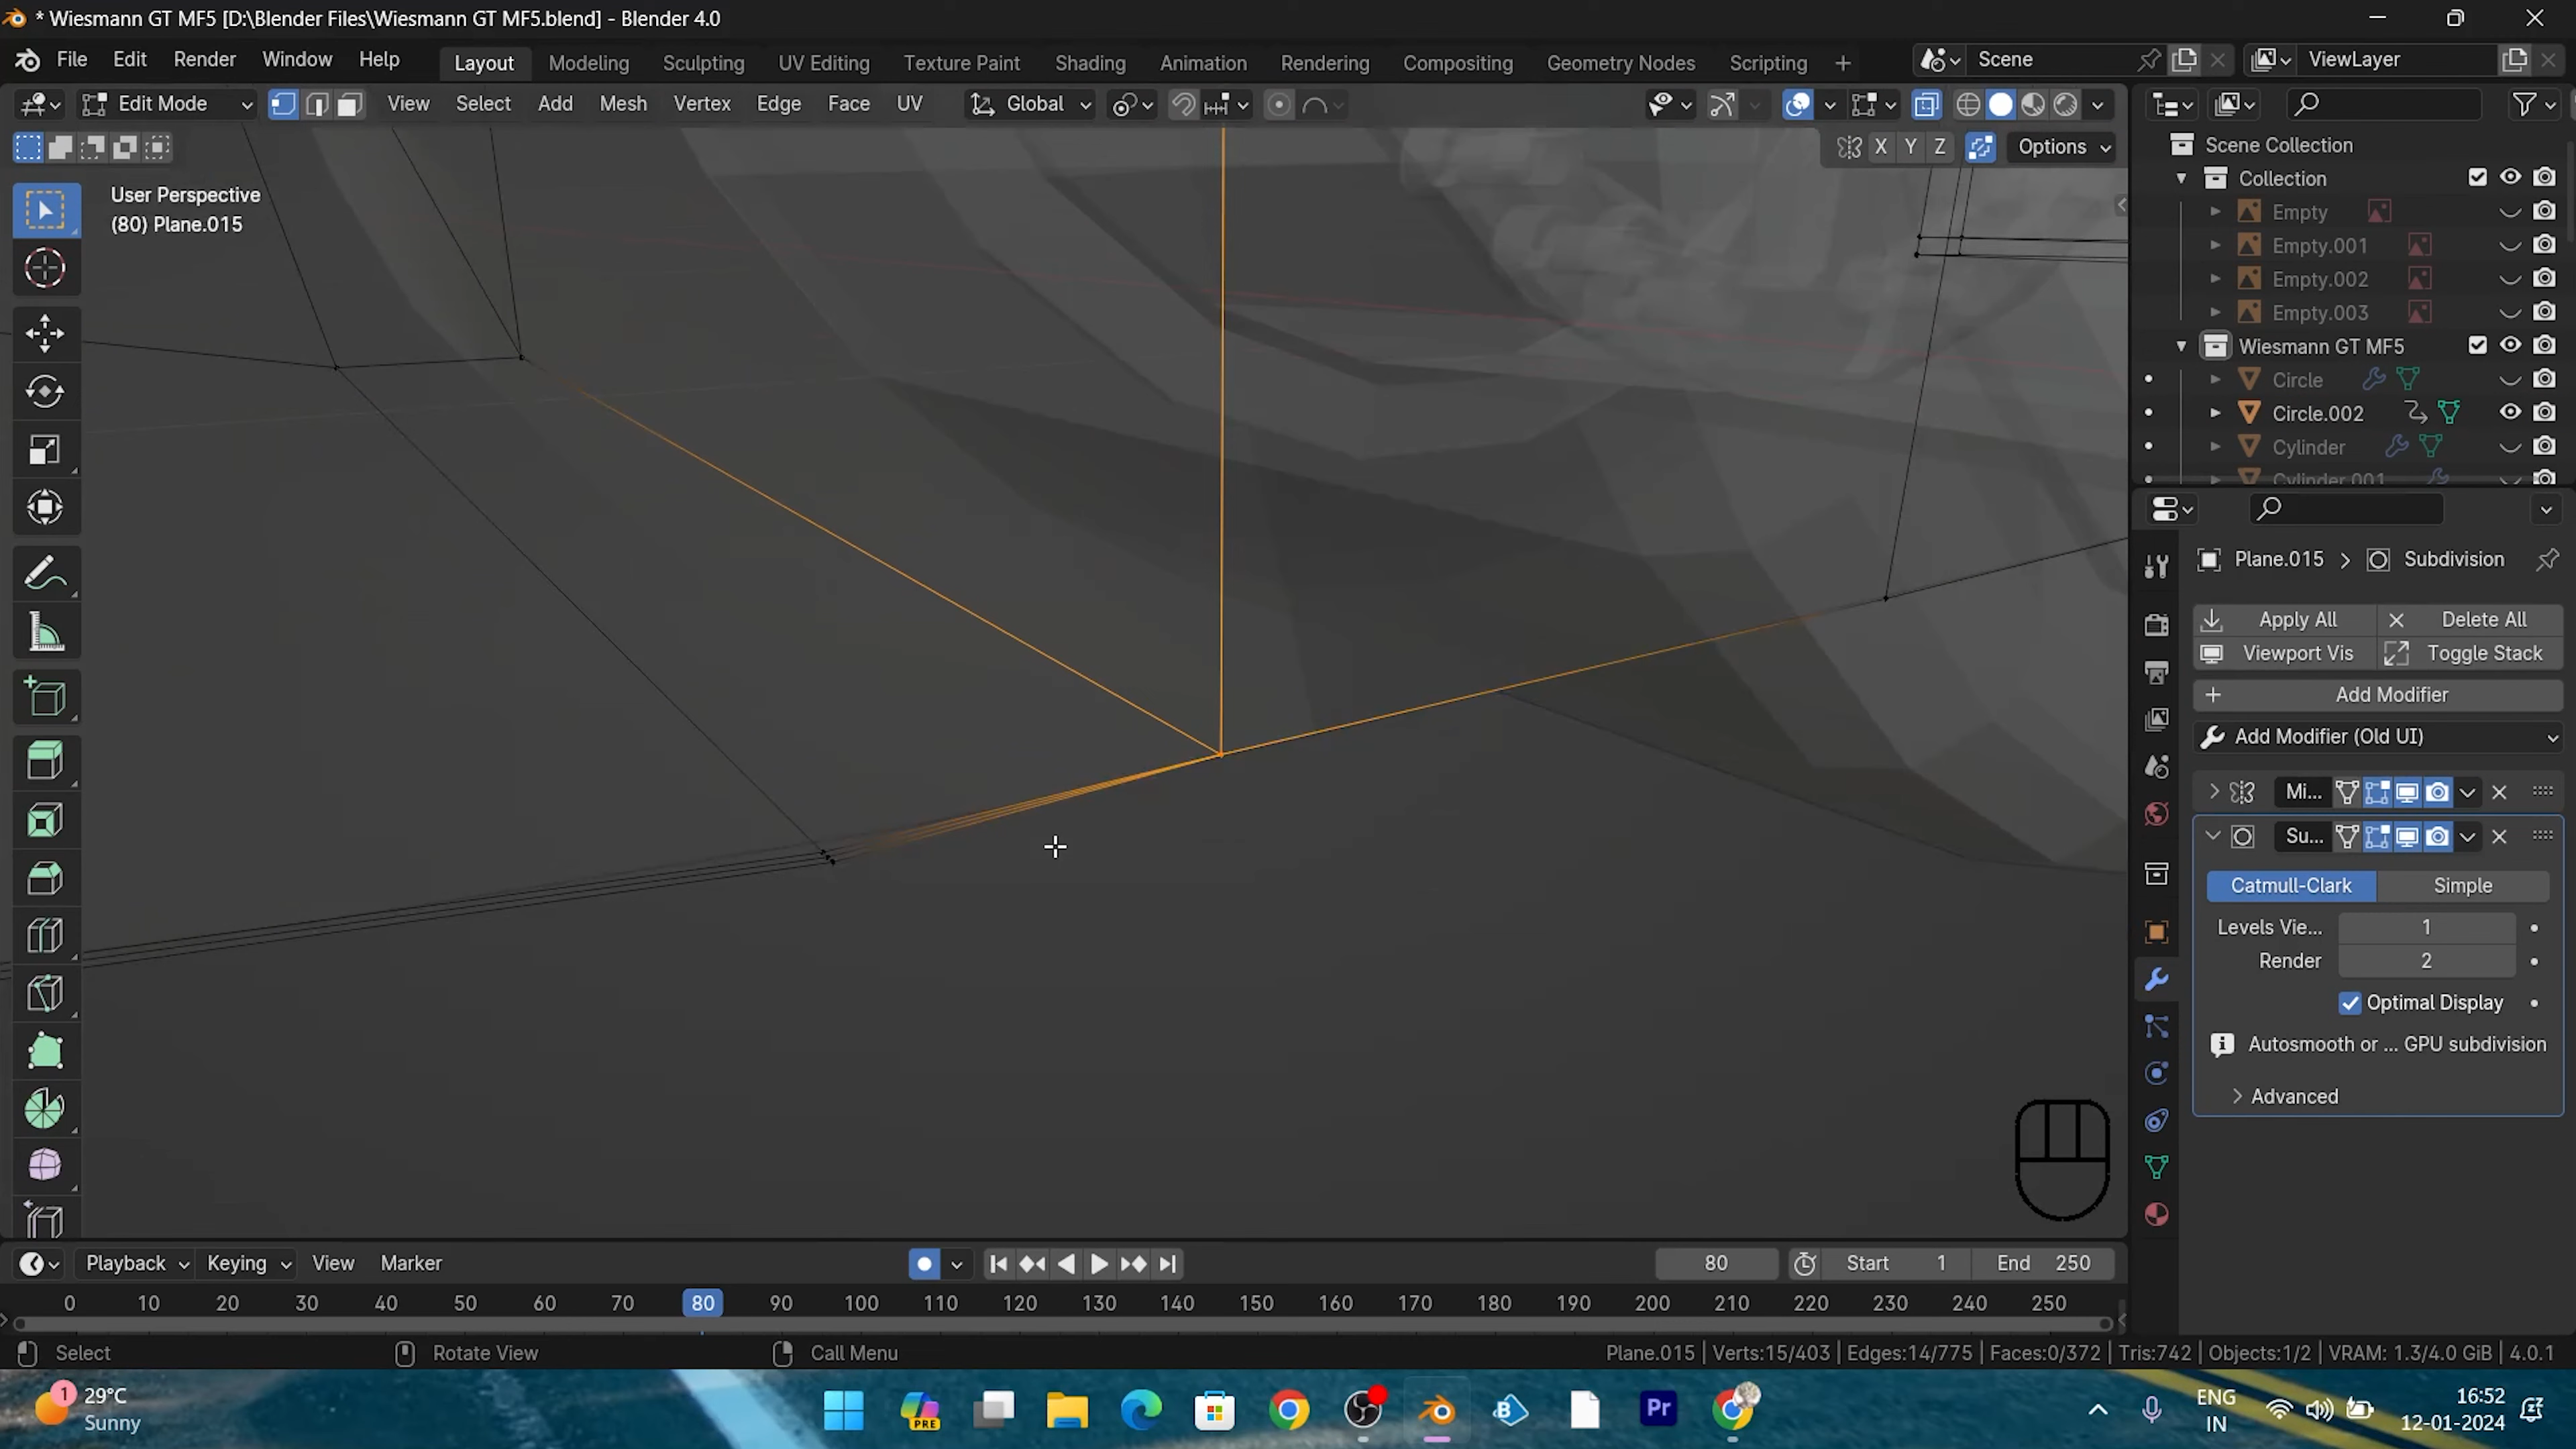 * Wiesmann GT MF5 [D:\Blender Files\Wiesmann GT MF5.blend] - Blender 4.0
File Edit Render Window Help Layout Modeling Sculpting UV Editing Texture Paint Shading Animation Rendering Compositing Geometry Nodes Scripting + Scene ViewLayer
Edit Mode View Select Add Mesh Vertex Edge Face UV Global
X Y Z Options
User Perspective
(80) Plane.015
Scene Collection
Collection
Empty
Empty.001
Empty.002
Empty.003
Wiesmann GT MF5
Circle
Circle.002
Cylinder
Cylinder.001
Plane.015 > Subdivision
Apply All Delete All
Viewport Vis Toggle Stack
+ Add Modifier
Add Modifier (Old UI)
Mi...
Su...
Catmull-Clark Simple
Levels Vie... 1
Render 2
Optimal Display
Autosmooth or ... GPU subdivision
Advanced
Playback Keying View Marker 80 Start 1 End 250
0 10 20 30 40 50 60 70 80 90 100 110 120 130 140 150 160 170 180 190 200 210 220 230 240 250
Select Rotate View Call Menu Plane.015 | Verts:15/403 | Edges:14/775 | Faces:0/372 | Tris:742 | Objects:1/2 | VRAM: 1.3/4.0 GiB | 4.0.1
1
29°C
Sunny
PRE
B
Pr
ENG
IN
16:52
12-01-2024